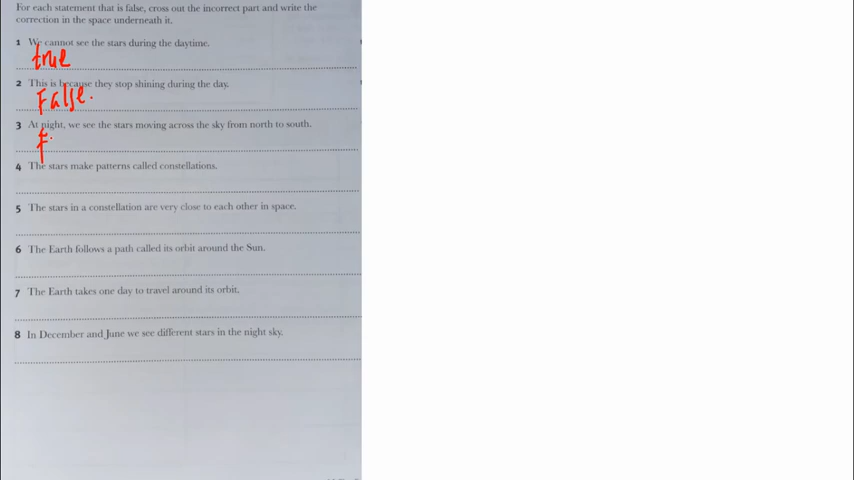 For each statement that is false, cross out the incorrect part and write the
correction in the space underneath it.
1 We cannot see the stars during the daytime.
true
2 This is because they stop shining during the day.
False.
3 At night, we see the stars moving across the sky from north to south.
F
4 The stars make patterns called constellations.
5 The stars in a constellation are very close to each other in space.
6 The Earth follows a path called its orbit around the Sun.
7 The Earth takes one day to travel around its orbit.
8 In December and June we see different stars in the night sky.